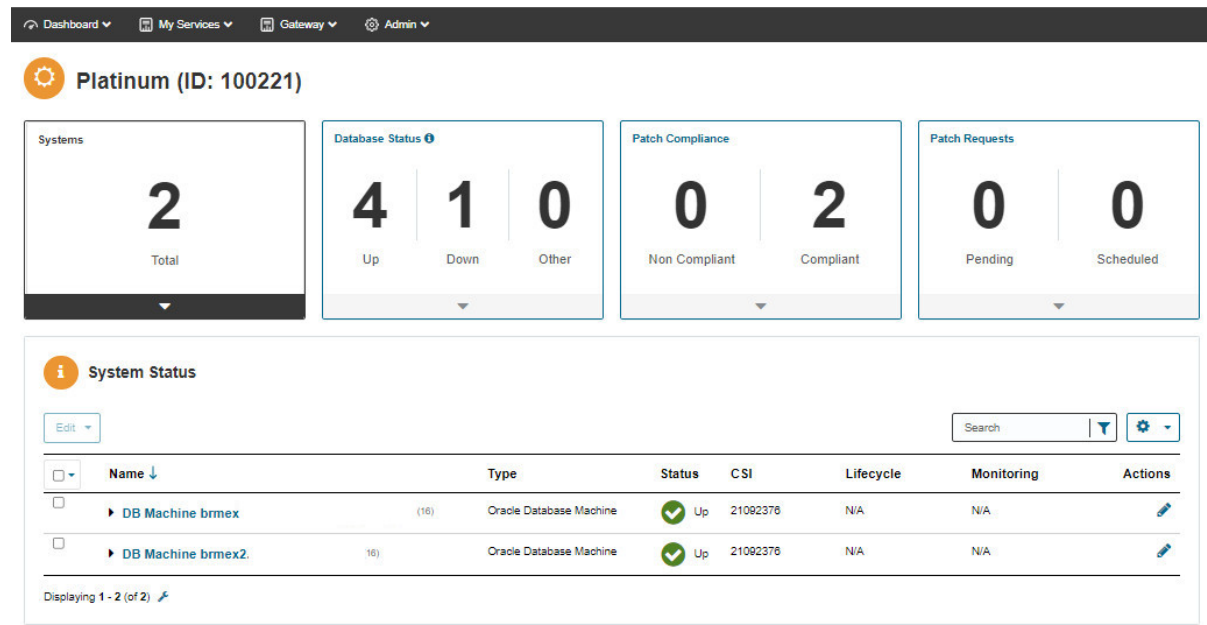 Dashboard My Services Gateway Admin
Platinum (ID: 100221)
Systems
2
Total
Database Status
4 1 0
Up Down Other
Patch Compliance
0 2
Non Compliant Compliant
Patch Requests
0 0
Pending Scheduled
System Status
Edit
Search
Name Type Status CSI Lifecycle Monitoring Actions
DB Machine brmex (16) Oracle Database Machine Up 21092376 N/A N/A
DB Machine brmex2. 16) Oracle Database Machine Up 21092376 N/A N/A
Displaying 1 - 2 (of 2)